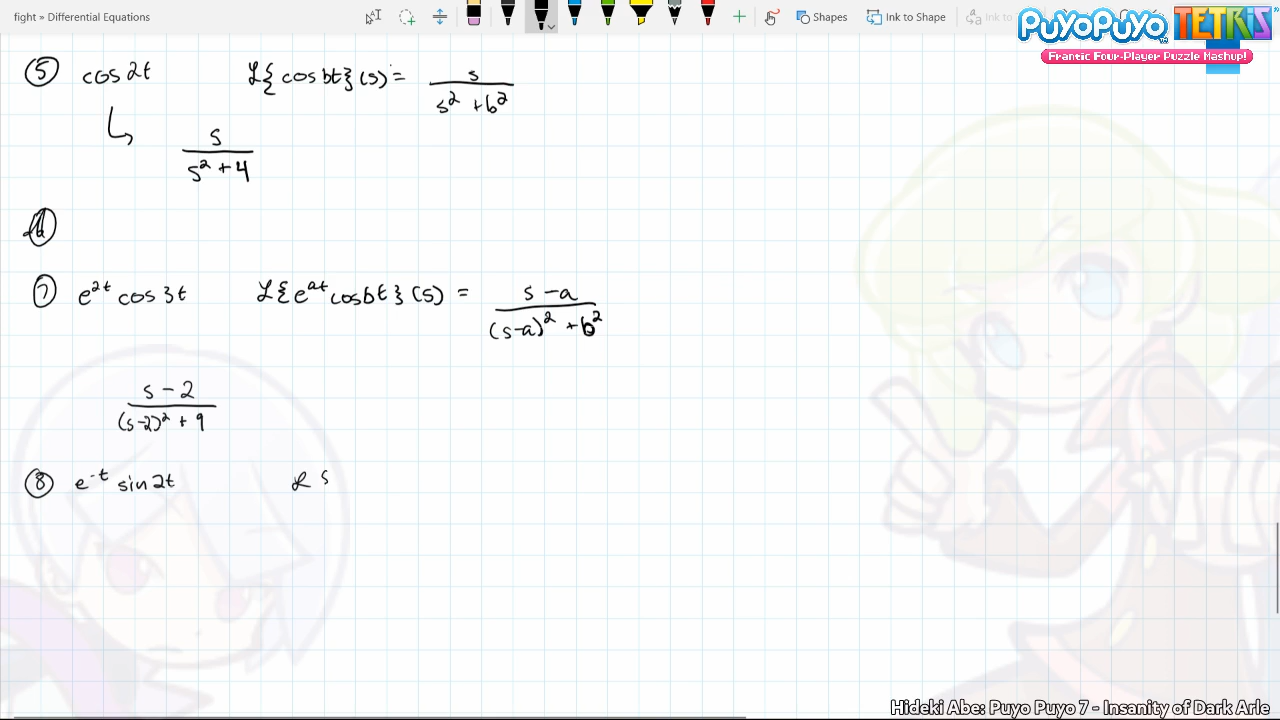 fight » Differential Equations
Shapes Ink to Shape Ink to
PuyoPuyo TETRIS
Frantic Four-Player Puzzle Mashup!
⑤ cos 2t ℒ{cos bt}(s) = s / (s² + b²)
s / (s² + 4)
⑦ e^{2t} cos 3t ℒ{e^{at} cos bt}(s) = (s - a) / ((s-a)² + b²)
(s - 2) / ((s-2)² + 9)
⑧ e^{-t} sin 2t ℒ
Hideki Abe: Puyo Puyo 7 - Insanity of Dark Arle